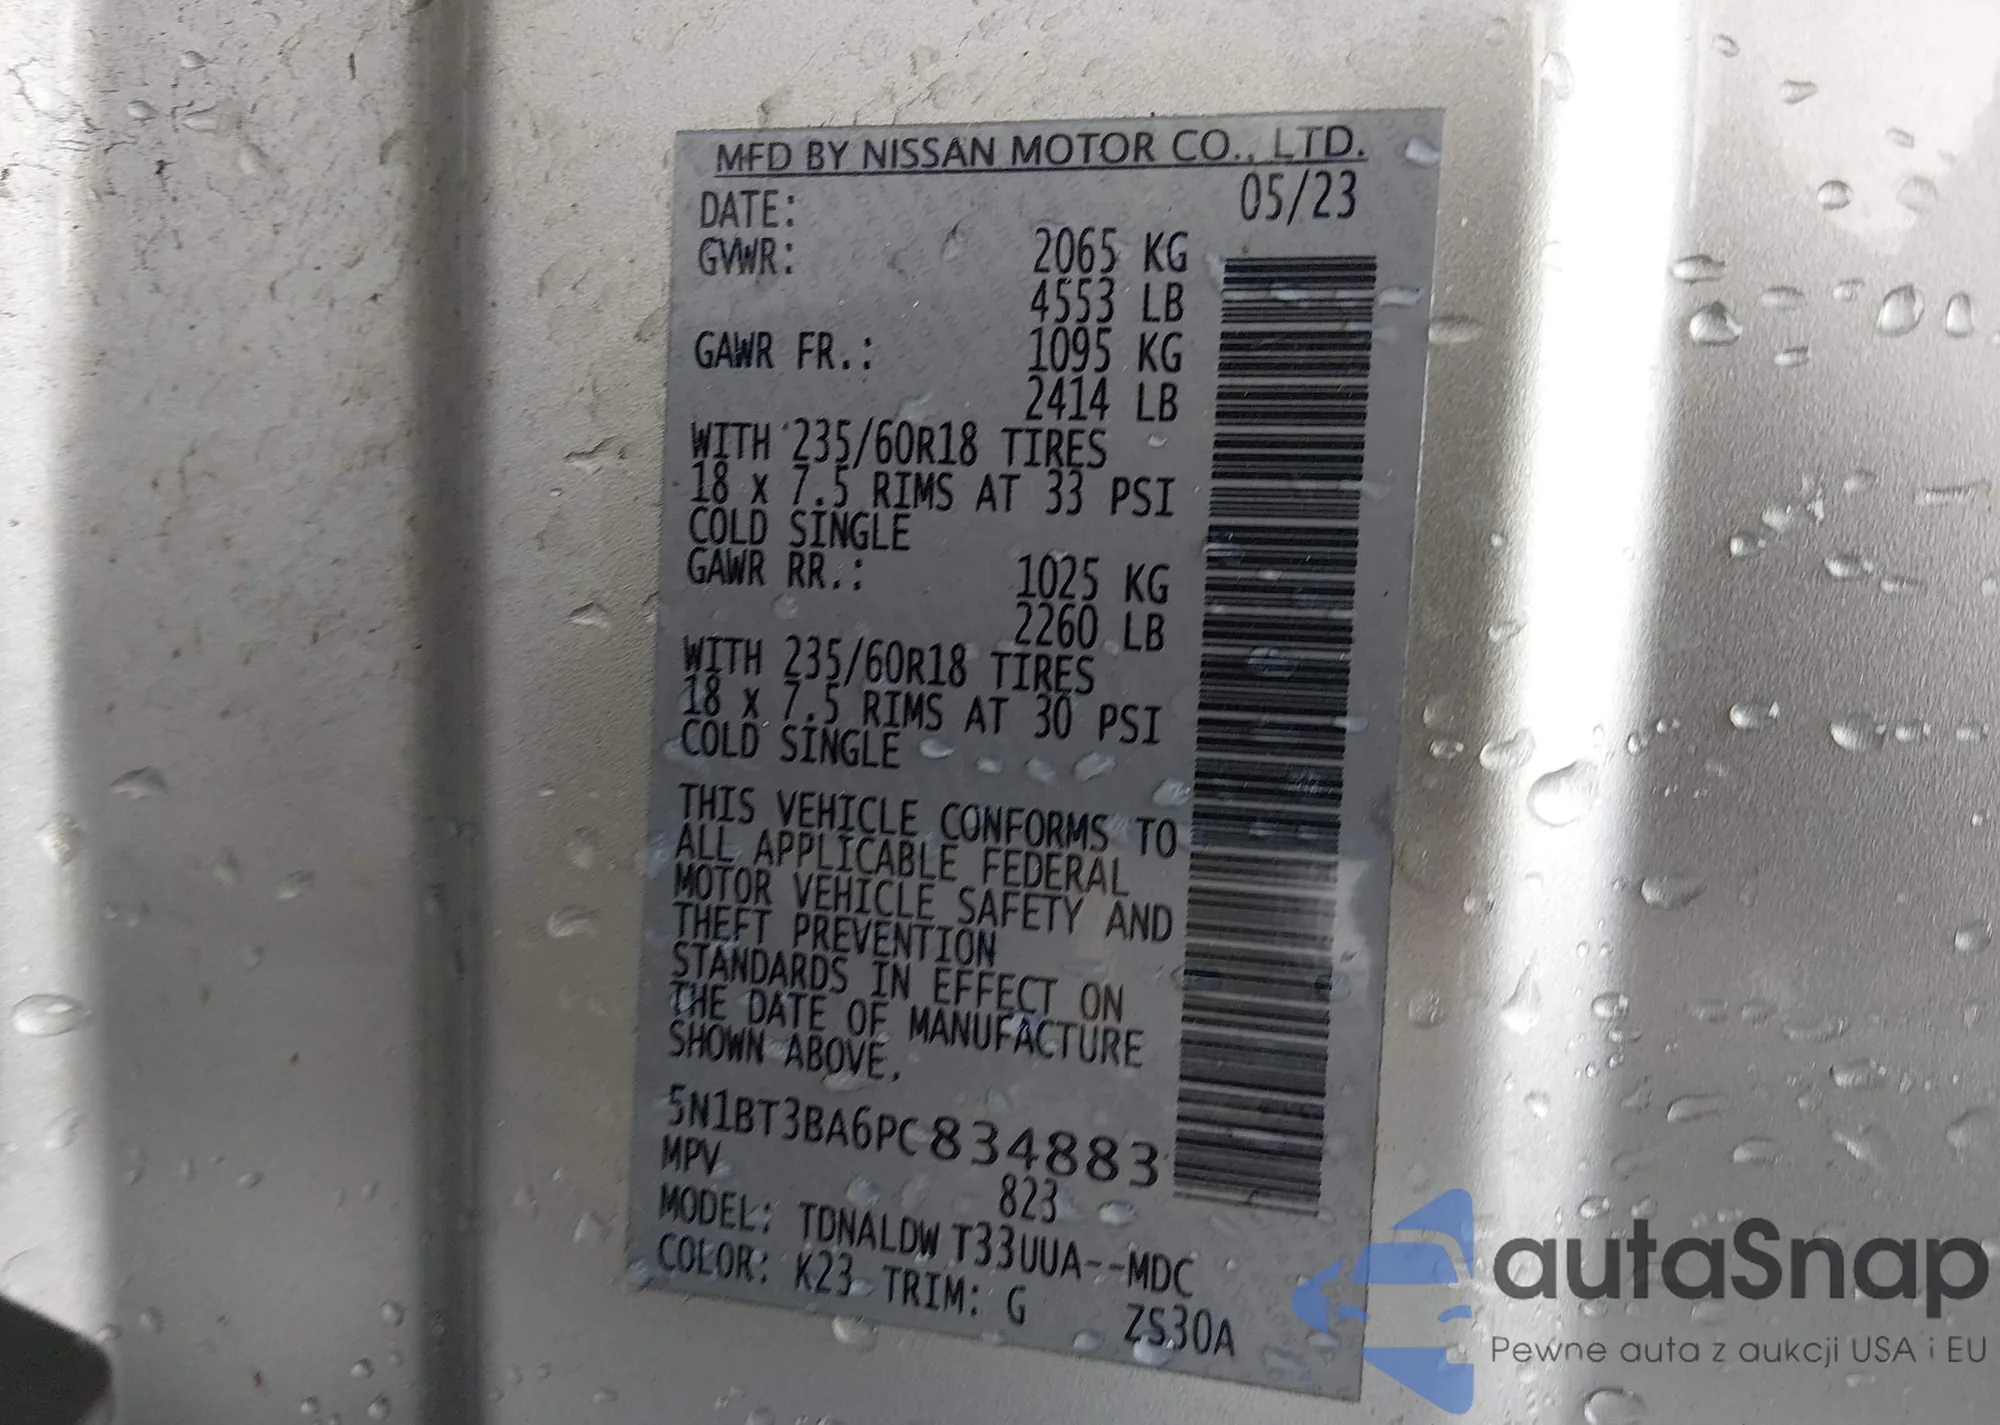 MFD BY NISSAN MOTOR CO., LTD.
DATE: 05/23
GVWR: 2065 KG
4553 LB
GAWR FR.: 1095 KG
2414 LB
WITH 235/60R18 TIRES
18 x 7.5 RIMS AT 33 PSI
COLD SINGLE
GAWR RR.: 1025 KG
2260 LB
WITH 235/60R18 TIRES
18 x 7.5 RIMS AT 30 PSI
COLD SINGLE
THIS VEHICLE CONFORMS TO
ALL APPLICABLE FEDERAL
MOTOR VEHICLE SAFETY AND
THEFT PREVENTION
STANDARDS IN EFFECT ON
THE DATE OF MANUFACTURE
SHOWN ABOVE.
5N1BT3BA6PC834883
MPV 823
MODEL: TDNALDW T33UUA--MDC
COLOR: K23 TRIM: G ZS30A
autaSnap
Pewne auta z aukcji USA i EU